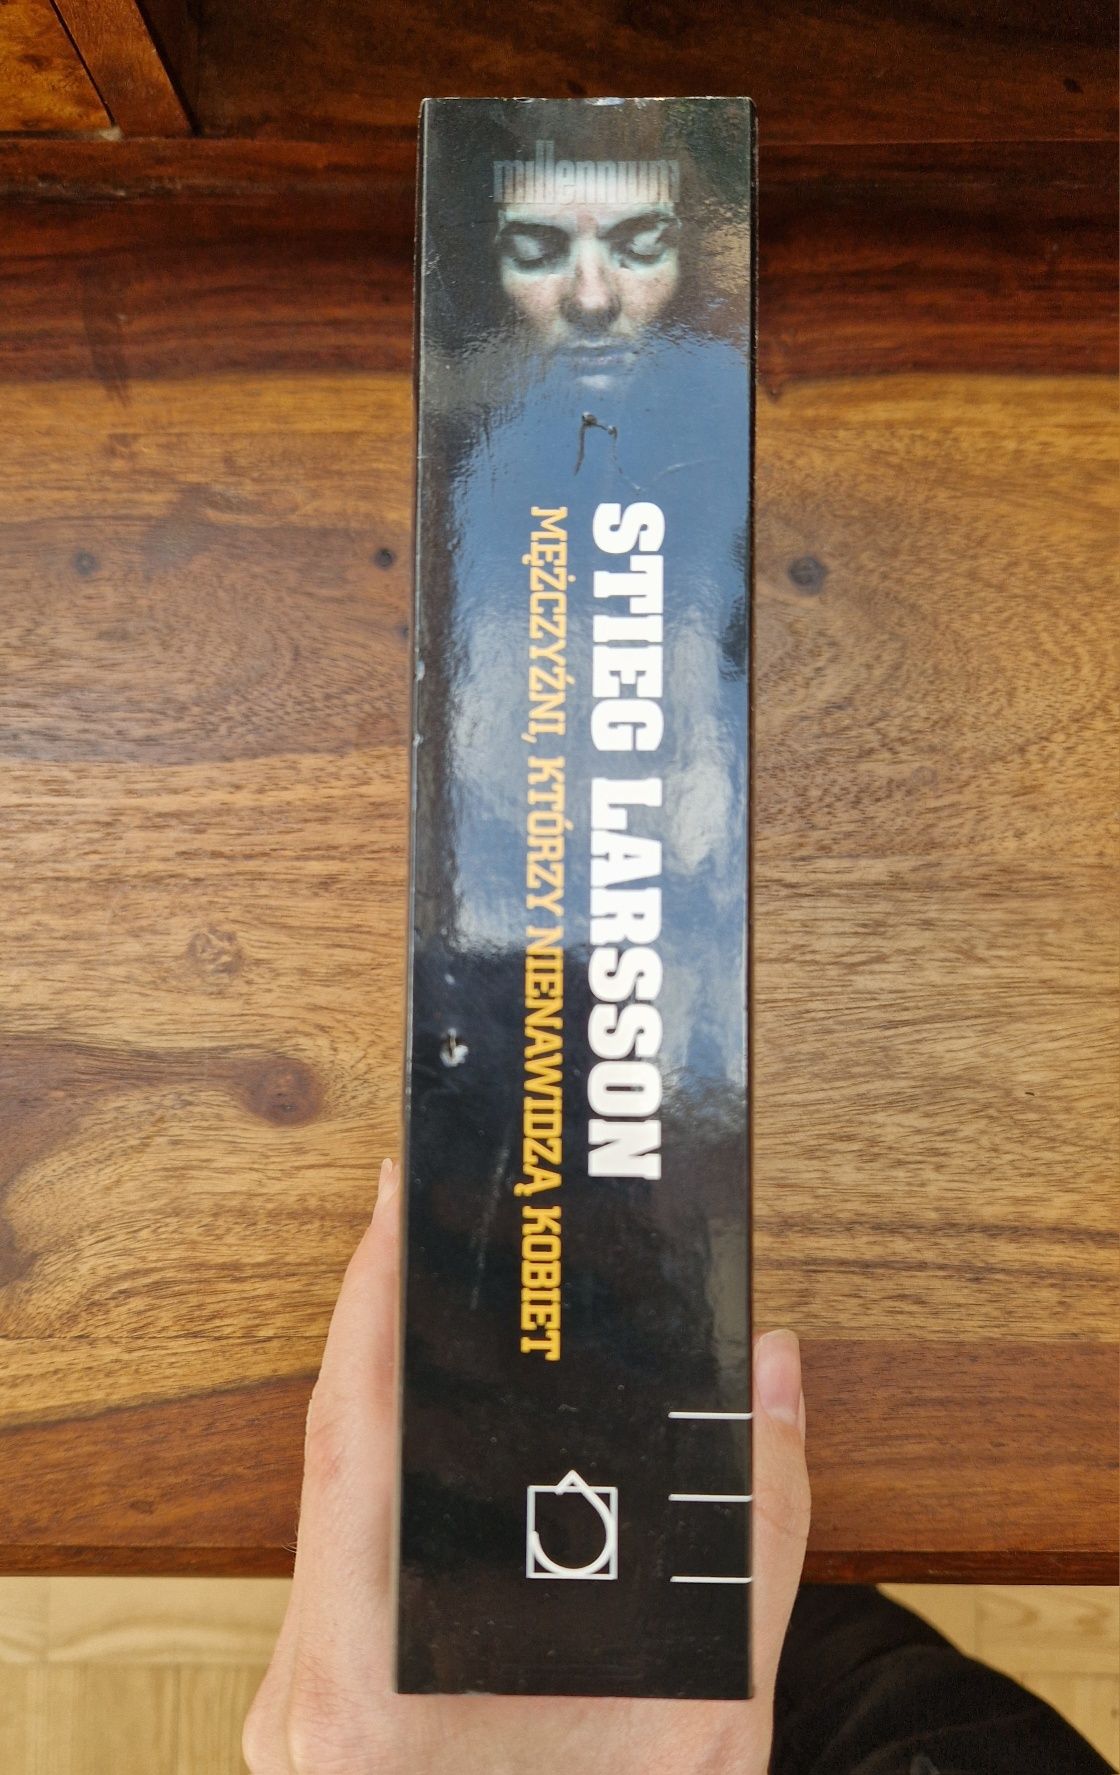 millennium
STIEG LARSSON
MĘŻCZYŹNI, KTÓRZY NIENAWIDZĄ KOBIET